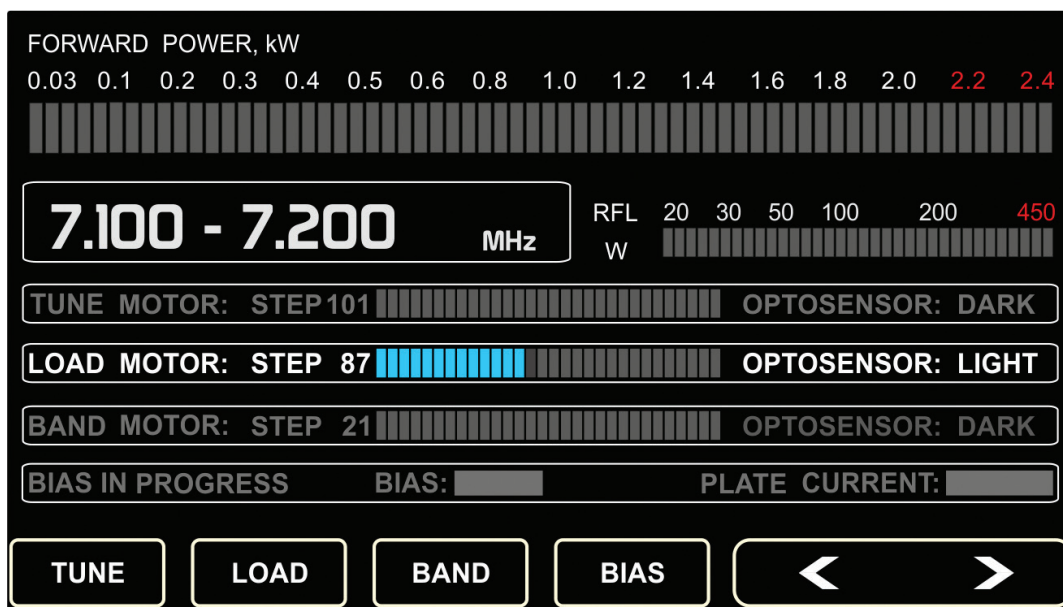 FORWARD POWER, kW
0.03 0.1 0.2 0.3 0.4 0.5 0.6 0.8 1.0 1.2 1.4 1.6 1.8 2.0 2.2 2.4
7.100 - 7.200 MHz
RFL 20 30 50 100 200 450
W
TUNE MOTOR: STEP 101 OPTOSENSOR: DARK
LOAD MOTOR: STEP 87 OPTOSENSOR: LIGHT
BAND MOTOR: STEP 21 OPTOSENSOR: DARK
BIAS IN PROGRESS BIAS: PLATE CURRENT:
TUNE LOAD BAND BIAS < >